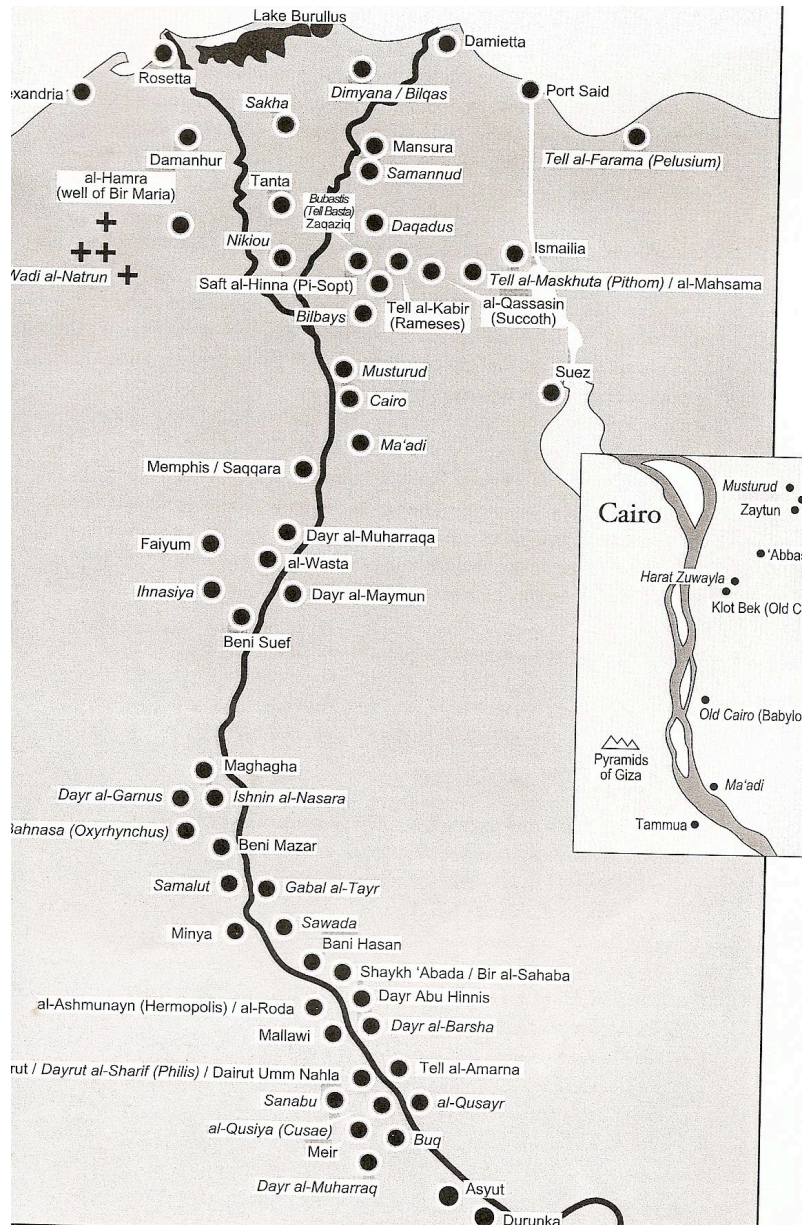 Lake Burullus
Damietta
Rosetta
exandria
Dimyana / Bilqas
Port Said
Sakha
Damanhur
Mansura
Tell al-Farama (Pelusium)
al-Hamra
(well of Bir Maria)
Tanta
Samannud
Bubastis
(Tell Basta)
Zaqaziq
Daqadus
Nikiou
Ismailia
Wadi al-Natrun
Saft al-Hinna (Pi-Sopt)
Tell al-Maskhuta (Pithom) / al-Mahsama
Tell al-Kabir
(Rameses)
al-Qassasin
(Succoth)
Bilbays
Musturud
Suez
Cairo
Ma'adi
Memphis / Saqqara
Dayr al-Muharraqa
Faiyum
al-Wasta
Ihnasiya
Dayr al-Maymun
Beni Suef
Cairo
Musturud
Zaytun
'Abbas
Harat Zuwayla
Klot Bek (Old C
Old Cairo (Babylo
Pyramids
of Giza
Ma'adi
Tammua
Maghagha
Dayr al-Garnus
Ishnin al-Nasara
Bahnasa (Oxyrhynchus)
Beni Mazar
Samalut
Gabal al-Tayr
Sawada
Minya
Bani Hasan
Shaykh 'Abada / Bir al-Sahaba
Dayr Abu Hinnis
al-Ashmunayn (Hermopolis) / al-Roda
Dayr al-Barsha
Mallawi
Tell al-Amarna
rut / Dayrut al-Sharif (Philis) / Dairut Umm Nahla
Sanabu
al-Qusayr
al-Qusiya (Cusae)
Buq
Meir
Dayr al-Muharraq
Asyut
Durunka